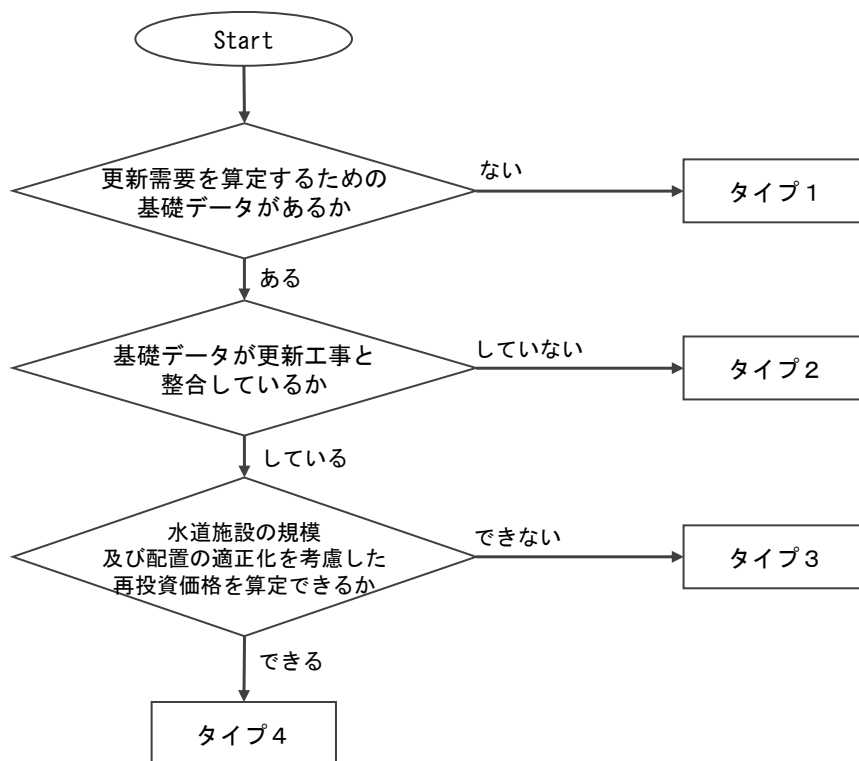 Start
更新需要を算定するための
基礎データがあるか
ない
タイプ１
ある
基礎データが更新工事と
整合しているか
していない
タイプ２
している
水道施設の規模
及び配置の適正化を考慮した
再投資価格を算定できるか
できない
タイプ３
できる
タイプ４